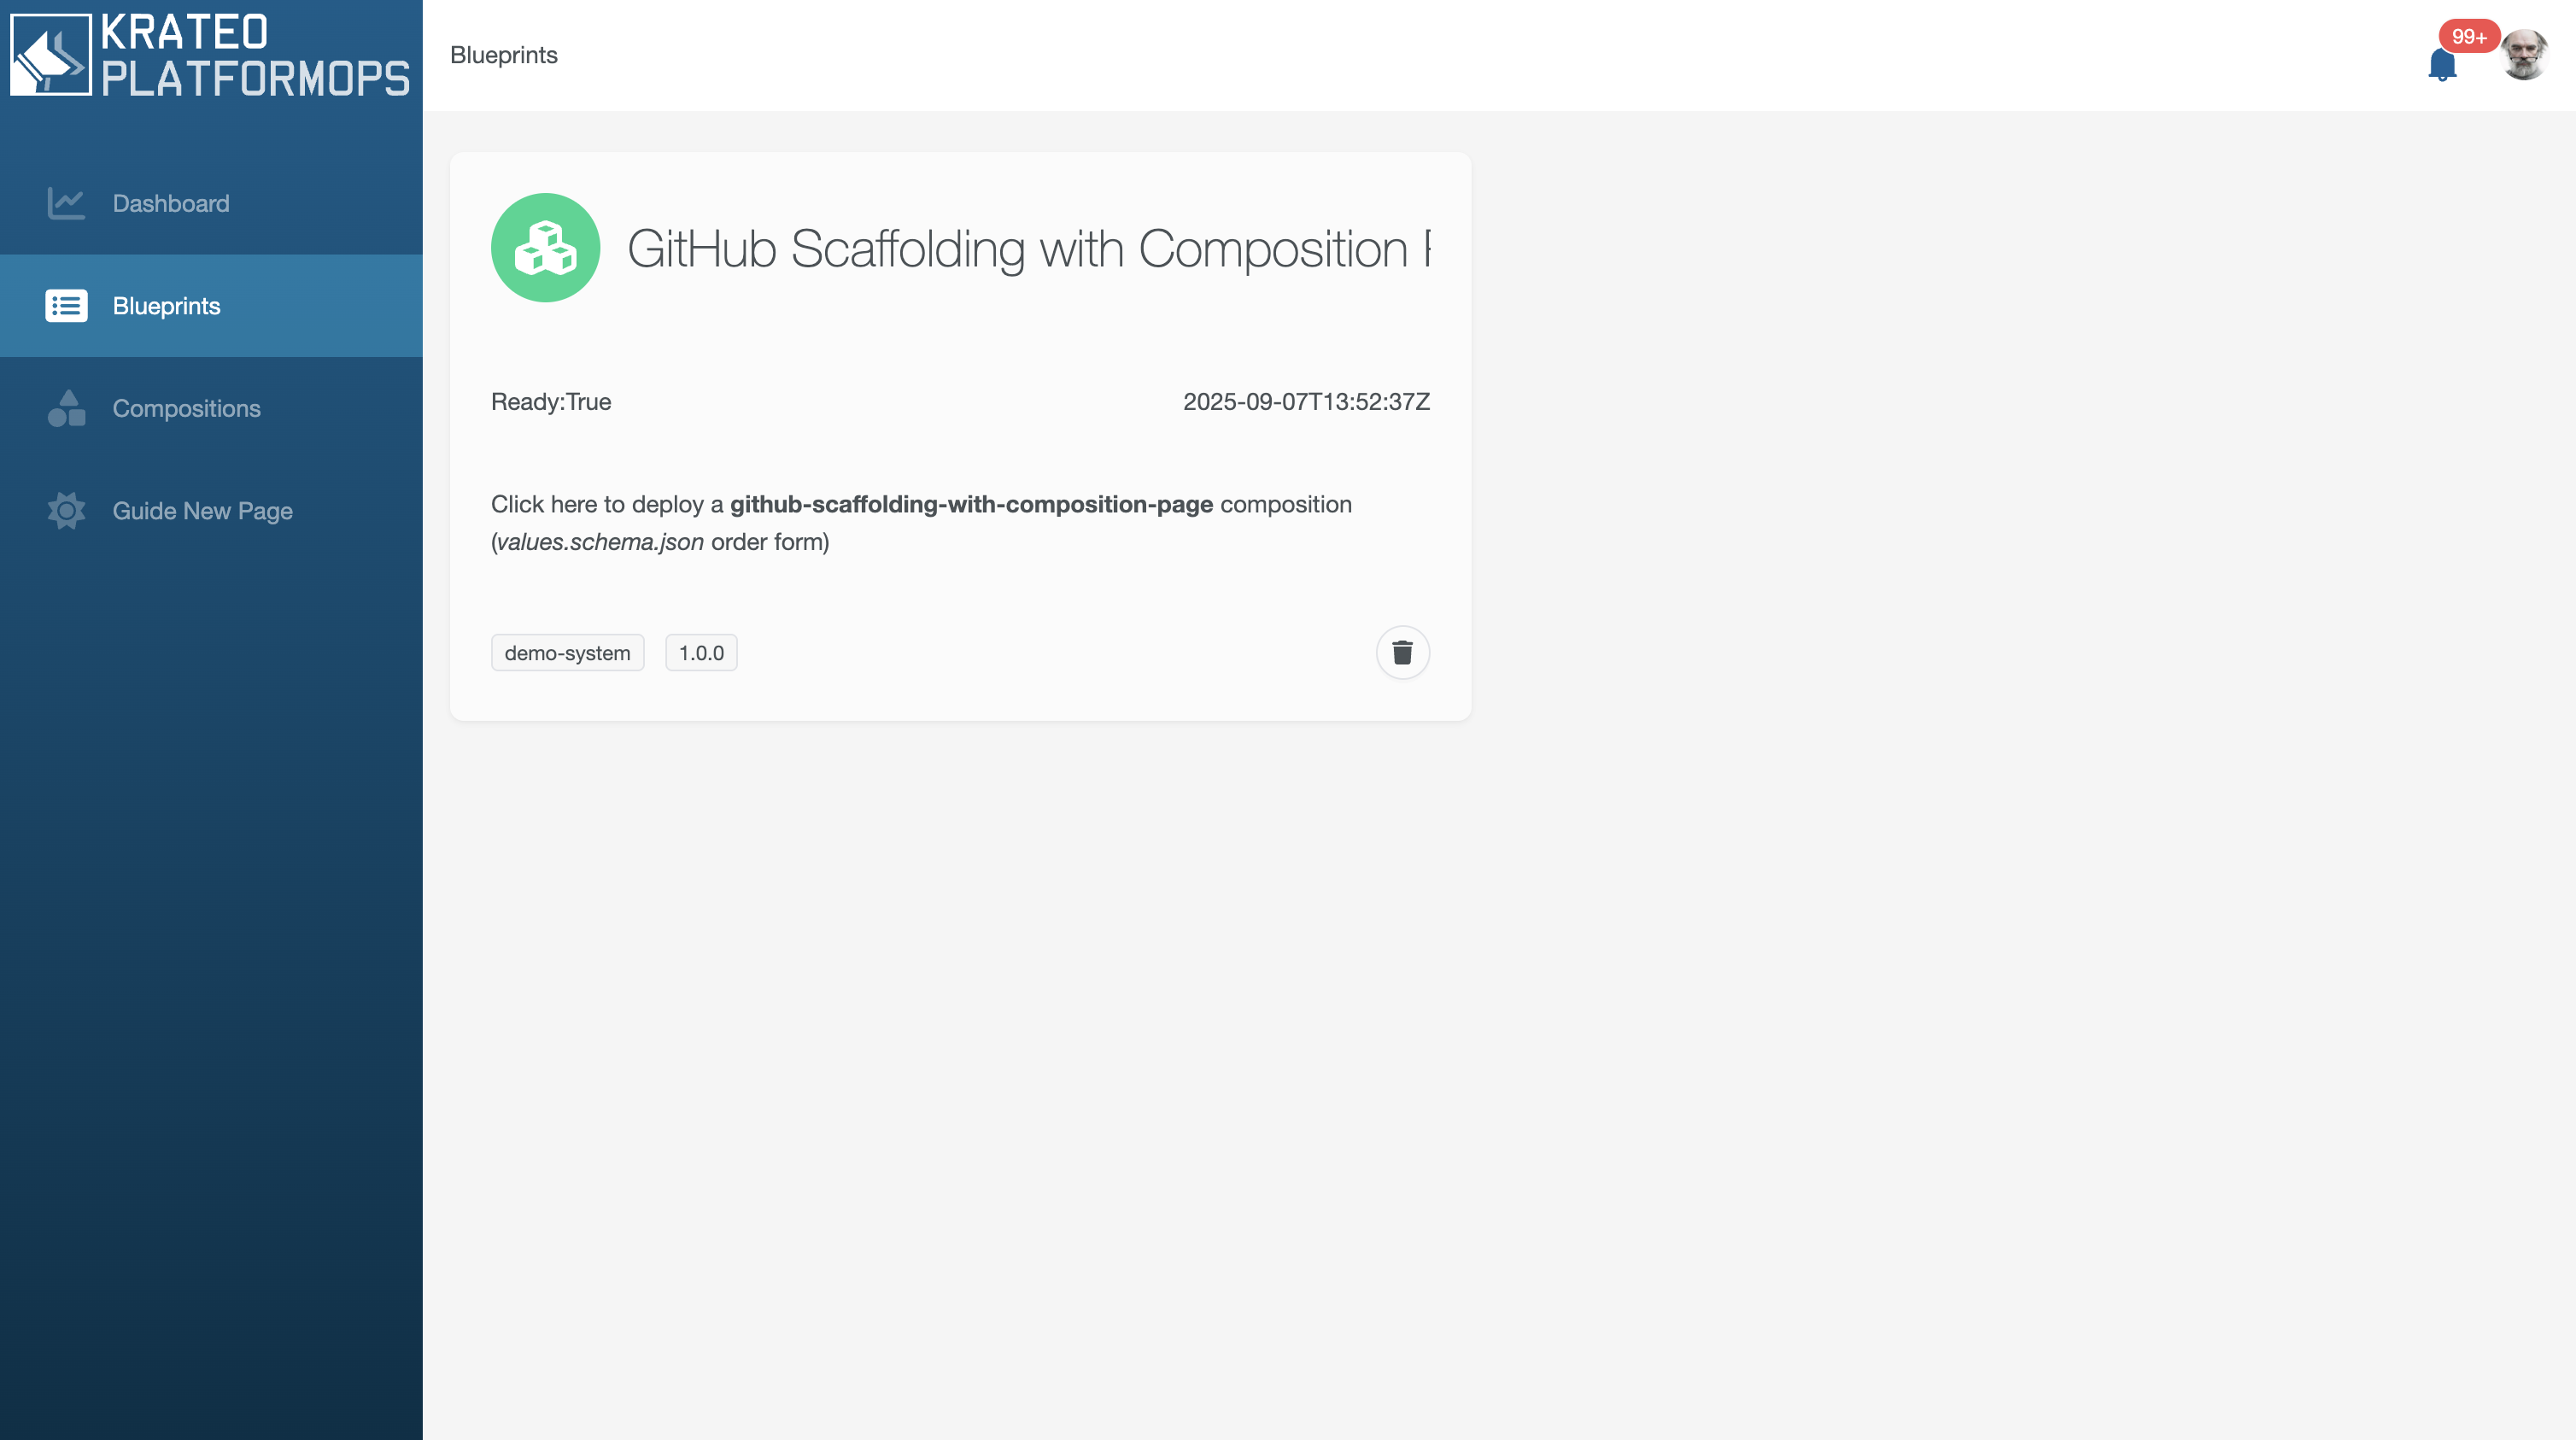 KRATEO
PLATFORMOPS
Blueprints
99+
Dashboard
Blueprints
Compositions
Guide New Page
GitHub Scaffolding with Composition
Ready:True
2025-09-07T13:52:37Z
Click here to deploy a github-scaffolding-with-composition-page composition
(values.schema.json order form)
demo-system
1.0.0